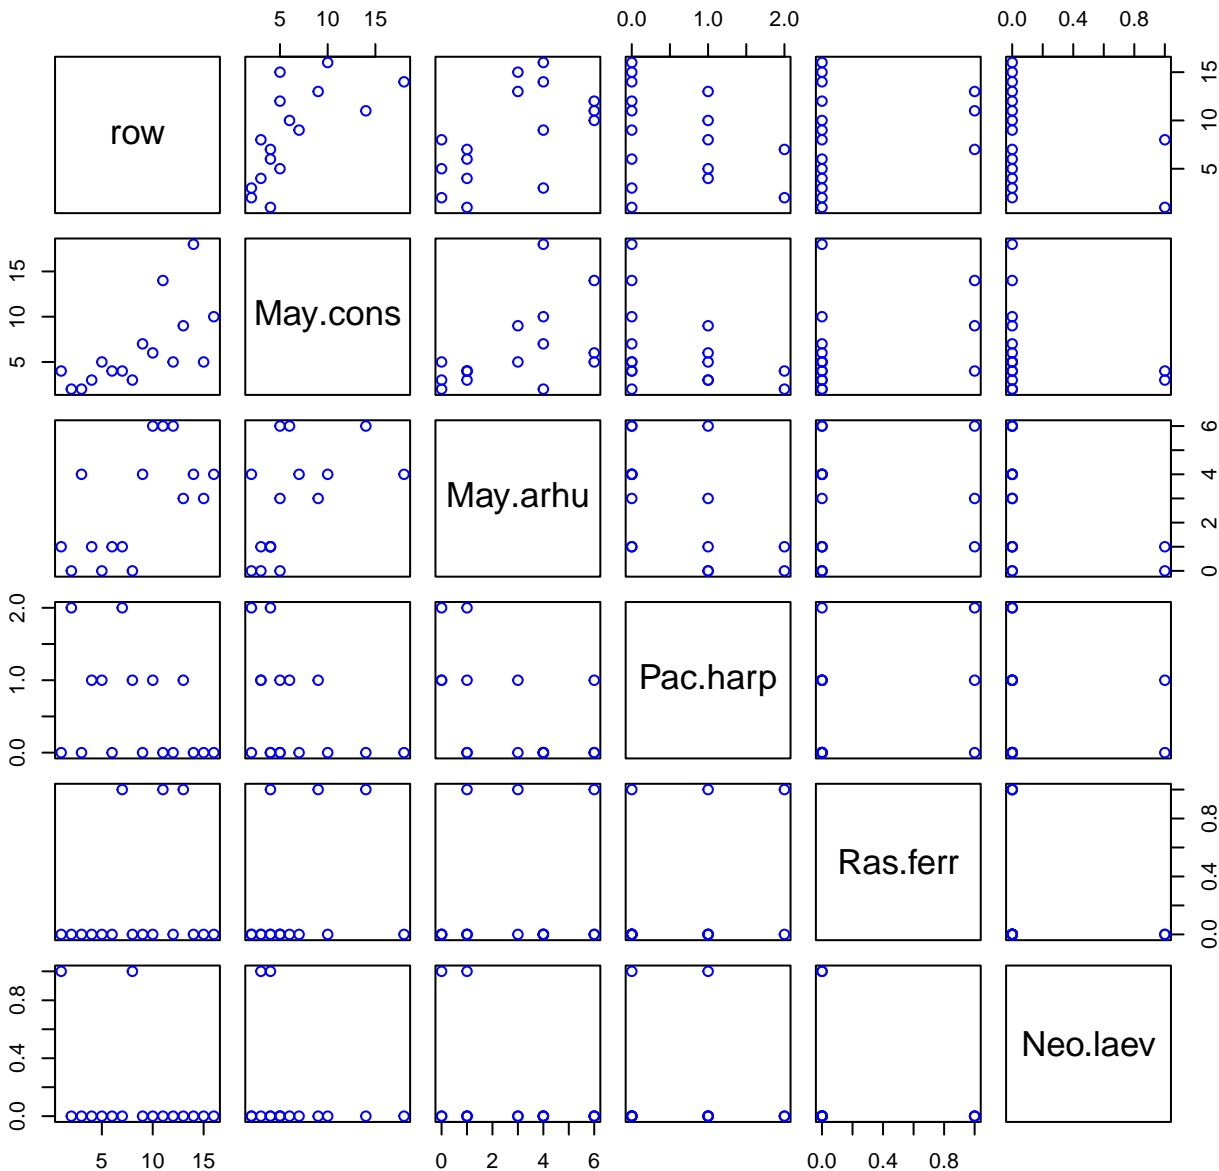 5 10 15 0.0 1.0 2.0 0.0 0.4 0.8
row 5 10 15
5 10 15 May.cons
May.arhu 0 2 4 6
0.0 1.0 2.0 Pac.harp
Ras.ferr 0.0 0.4 0.8
0.0 0.4 0.8 Neo.laev
5 10 15 0 2 4 6 0.0 0.4 0.8